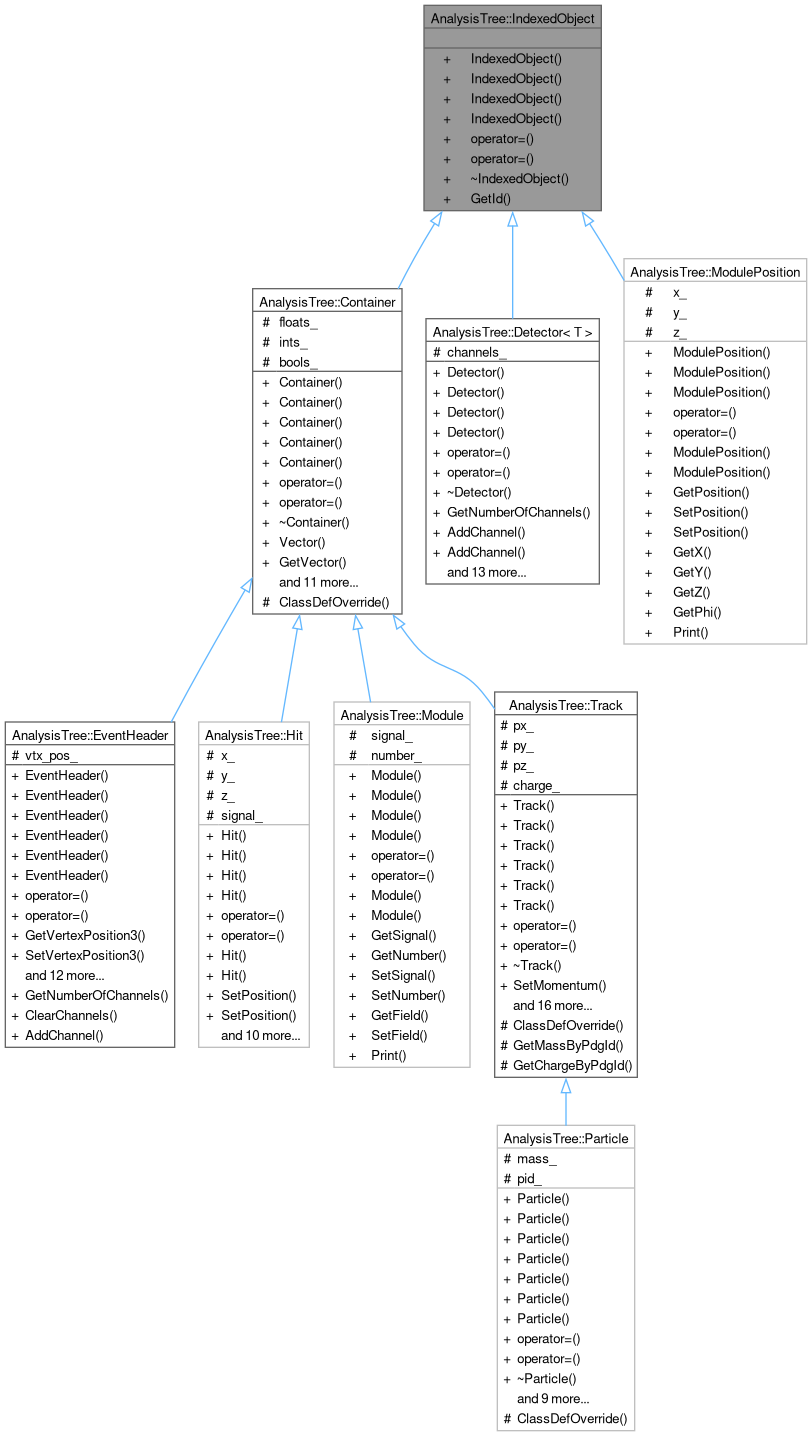 AnalysisTree::IndexedObject
+ IndexedObject()
+ IndexedObject()
+ IndexedObject()
+ IndexedObject()
+ operator=()
+ operator=()
+ ~IndexedObject()
+ GetId()
AnalysisTree::Container
# floats_
# ints_
# bools_
+ Container()
+ Container()
+ Container()
+ Container()
+ Container()
+ operator=()
+ operator=()
+ ~Container()
+ Vector()
+ GetVector()
and 11 more...
# ClassDefOverride()
AnalysisTree::Detector< T >
# channels_
+ Detector()
+ Detector()
+ Detector()
+ Detector()
+ operator=()
+ operator=()
+ ~Detector()
+ GetNumberOfChannels()
+ AddChannel()
+ AddChannel()
and 13 more...
AnalysisTree::ModulePosition
# x_
# y_
# z_
+ ModulePosition()
+ ModulePosition()
+ ModulePosition()
+ operator=()
+ operator=()
+ ModulePosition()
+ ModulePosition()
+ GetPosition()
+ SetPosition()
+ SetPosition()
+ GetX()
+ GetY()
+ GetZ()
+ GetPhi()
+ Print()
AnalysisTree::EventHeader
# vtx_pos_
+ EventHeader()
+ EventHeader()
+ EventHeader()
+ EventHeader()
+ EventHeader()
+ EventHeader()
+ operator=()
+ operator=()
+ GetVertexPosition3()
+ SetVertexPosition3()
and 12 more...
+ GetNumberOfChannels()
+ ClearChannels()
+ AddChannel()
AnalysisTree::Hit
# x_
# y_
# z_
# signal_
+ Hit()
+ Hit()
+ Hit()
+ Hit()
+ operator=()
+ operator=()
+ Hit()
+ Hit()
+ SetPosition()
+ SetPosition()
and 10 more...
AnalysisTree::Module
# signal_
# number_
+ Module()
+ Module()
+ Module()
+ Module()
+ operator=()
+ operator=()
+ Module()
+ Module()
+ GetSignal()
+ GetNumber()
+ SetSignal()
+ SetNumber()
+ GetField()
+ SetField()
+ Print()
AnalysisTree::Track
# px_
# py_
# pz_
# charge_
+ Track()
+ Track()
+ Track()
+ Track()
+ Track()
+ Track()
+ operator=()
+ operator=()
+ ~Track()
+ SetMomentum()
and 16 more...
# ClassDefOverride()
# GetMassByPdgId()
# GetChargeByPdgId()
AnalysisTree::Particle
# mass_
# pid_
+ Particle()
+ Particle()
+ Particle()
+ Particle()
+ Particle()
+ Particle()
+ Particle()
+ operator=()
+ operator=()
+ ~Particle()
and 9 more...
# ClassDefOverride()